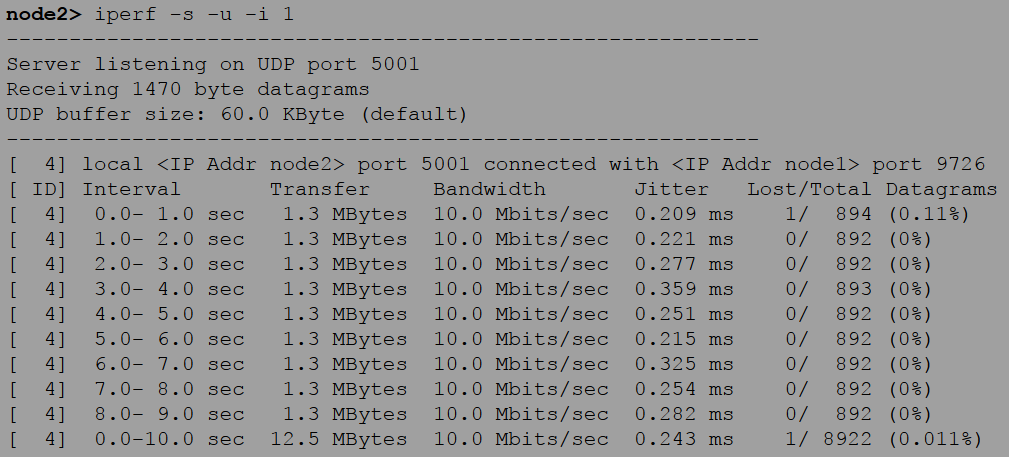 node2> iperf -s -u -i 1
------------------------------------------------------------
Server listening on UDP port 5001
Receiving 1470 byte datagrams
UDP buffer size: 60.0 KByte (default)
------------------------------------------------------------
[  4] local <IP Addr node2> port 5001 connected with <IP Addr node1> port 9726
[ ID] Interval       Transfer     Bandwidth       Jitter   Lost/Total Datagrams
[  4]  0.0- 1.0 sec   1.3 MBytes  10.0 Mbits/sec  0.209 ms    1/  894 (0.11%)
[  4]  1.0- 2.0 sec   1.3 MBytes  10.0 Mbits/sec  0.221 ms    0/  892 (0%)
[  4]  2.0- 3.0 sec   1.3 MBytes  10.0 Mbits/sec  0.277 ms    0/  892 (0%)
[  4]  3.0- 4.0 sec   1.3 MBytes  10.0 Mbits/sec  0.359 ms    0/  893 (0%)
[  4]  4.0- 5.0 sec   1.3 MBytes  10.0 Mbits/sec  0.251 ms    0/  892 (0%)
[  4]  5.0- 6.0 sec   1.3 MBytes  10.0 Mbits/sec  0.215 ms    0/  892 (0%)
[  4]  6.0- 7.0 sec   1.3 MBytes  10.0 Mbits/sec  0.325 ms    0/  892 (0%)
[  4]  7.0- 8.0 sec   1.3 MBytes  10.0 Mbits/sec  0.254 ms    0/  892 (0%)
[  4]  8.0- 9.0 sec   1.3 MBytes  10.0 Mbits/sec  0.282 ms    0/  892 (0%)
[  4]  0.0-10.0 sec  12.5 MBytes  10.0 Mbits/sec  0.243 ms    1/ 8922 (0.011%)